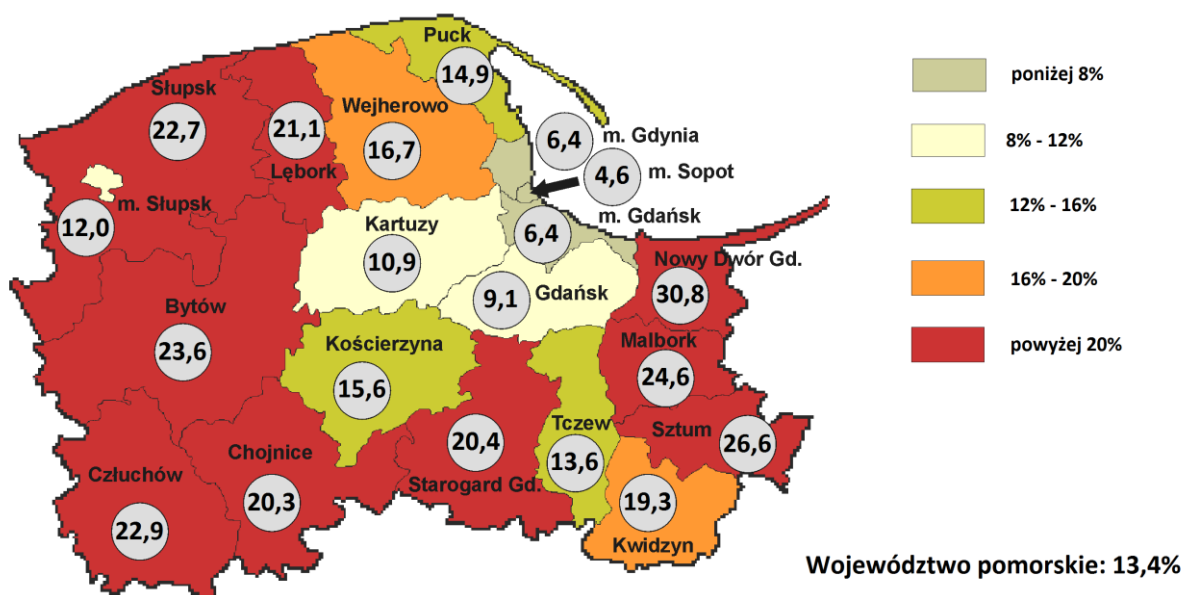 Puck
14,9
Słupsk
22,7
21,1
Lębork
Wejherowo
16,7
6,4
m. Gdynia
4,6
m. Sopot
m. Słupsk
12,0
Kartuzy
10,9
m. Gdańsk
6,4
9,1
Gdańsk
Nowy Dwór Gd.
30,8
Bytów
23,6
Kościerzyna
15,6
Malbork
24,6
Człuchów
22,9
Chojnice
20,3
20,4
Starogard Gd.
Tczew
13,6
Sztum
26,6
19,3
Kwidzyn
poniżej 8%
8% - 12%
12% - 16%
16% - 20%
powyżej 20%
Województwo pomorskie: 13,4%